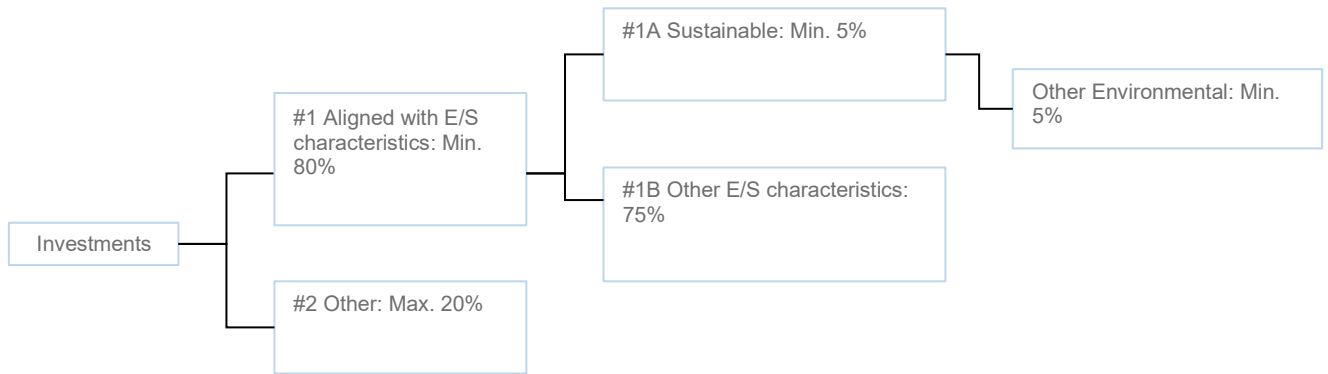 #1A Sustainable: Min. 5%
Other Environmental: Min.
5%
#1 Aligned with E/S
characteristics: Min.
80%
#1B Other E/S characteristics:
75%
Investments
#2 Other: Max. 20%